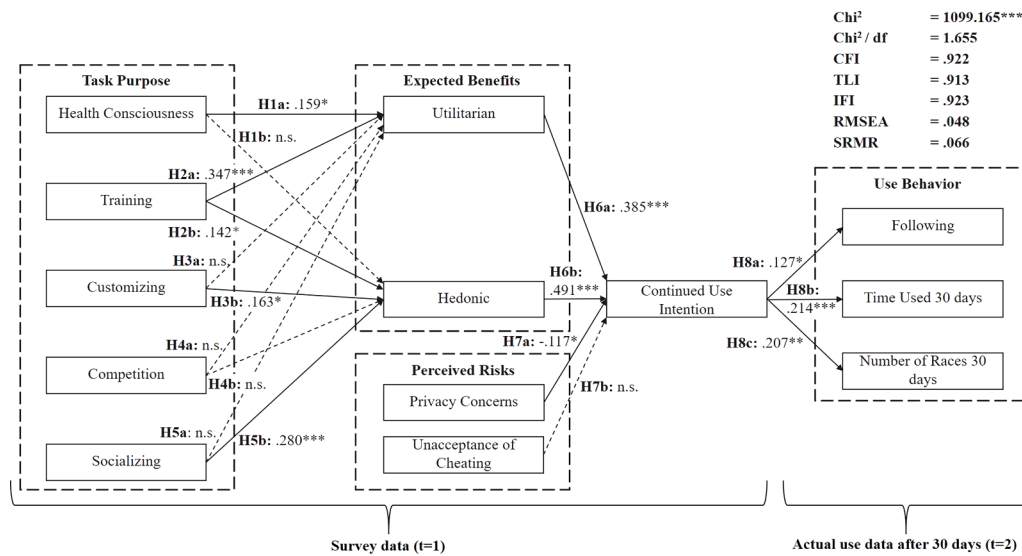 Chi² = 1099.165***
Chi² / df = 1.655
CFI = .922
TLI = .913
IFI = .923
RMSEA = .048
SRMR = .066
Task Purpose
Health Consciousness
Training
Customizing
Competition
Socializing
H1a: .159*
H1b: n.s.
H2a: .347***
H2b: .142*
H3a: n.s.
H3b: .163*
H4a: n.s.
H4b: n.s.
H5a: n.s.
H5b: .280***
Expected Benefits
Utilitarian
Hedonic
Perceived Risks
Privacy Concerns
Unacceptance of
Cheating
H6a: .385***
H6b:
.491***
H7a: -.117*
H7b: n.s.
Continued Use
Intention
H8a: .127*
H8b:
.214***
H8c: .207**
Use Behavior
Following
Time Used 30 days
Number of Races 30
days
Survey data (t=1)
Actual use data after 30 days (t=2)